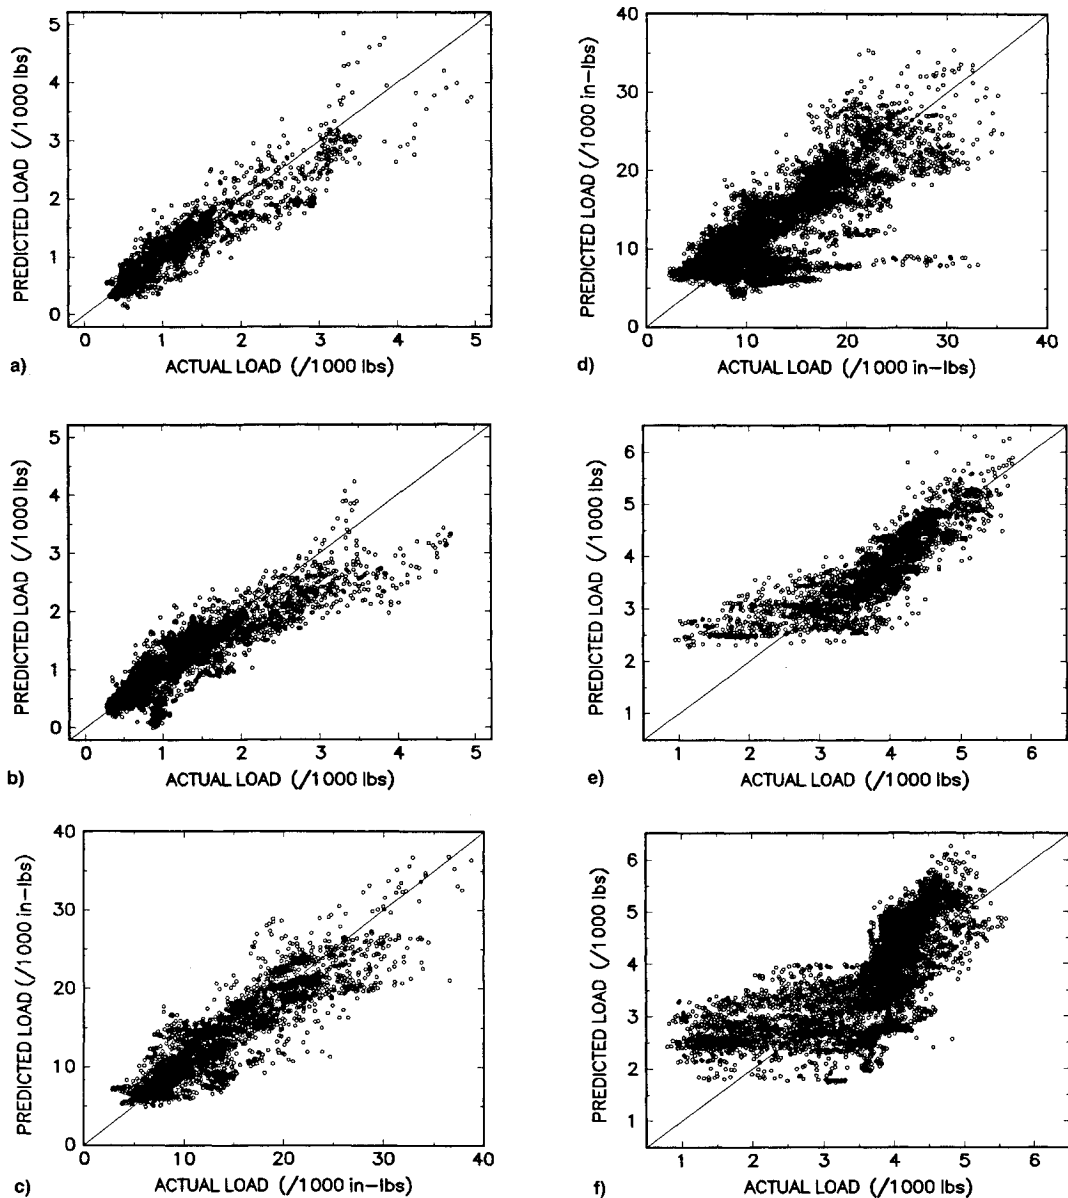 5
4
3
2
1
0
PREDICTED LOAD (/1000 lbs)
0 1 2 3 4 5
ACTUAL LOAD (/1000 lbs)
a)
5
4
3
2
1
0
PREDICTED LOAD (/1000 lbs)
0 1 2 3 4 5
ACTUAL LOAD (/1000 lbs)
b)
40
30
20
10
0
PREDICTED LOAD (/1000 in-lbs)
0 10 20 30 40
ACTUAL LOAD (/1000 in-lbs)
c)
40
30
20
10
0
PREDICTED LOAD (/1000 in-lbs)
0 10 20 30 40
ACTUAL LOAD (/1000 in-lbs)
d)
6
5
4
3
2
1
PREDICTED LOAD (/1000 lbs)
1 2 3 4 5 6
ACTUAL LOAD (/1000 lbs)
e)
6
5
4
3
2
1
PREDICTED LOAD (/1000 lbs)
1 2 3 4 5 6
ACTUAL LOAD (/1000 lbs)
f)